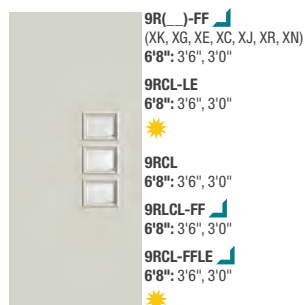 9R(__)-FF
(XK, XG, XE, XC, XJ, XR, XN)
6'8": 3'6", 3'0"
9RCL-LE
6'8": 3'6", 3'0"
9RCL
6'8": 3'6", 3'0"
9RLCL-FF
6'8": 3'6", 3'0"
9RCL-FFLE
6'8": 3'6", 3'0"